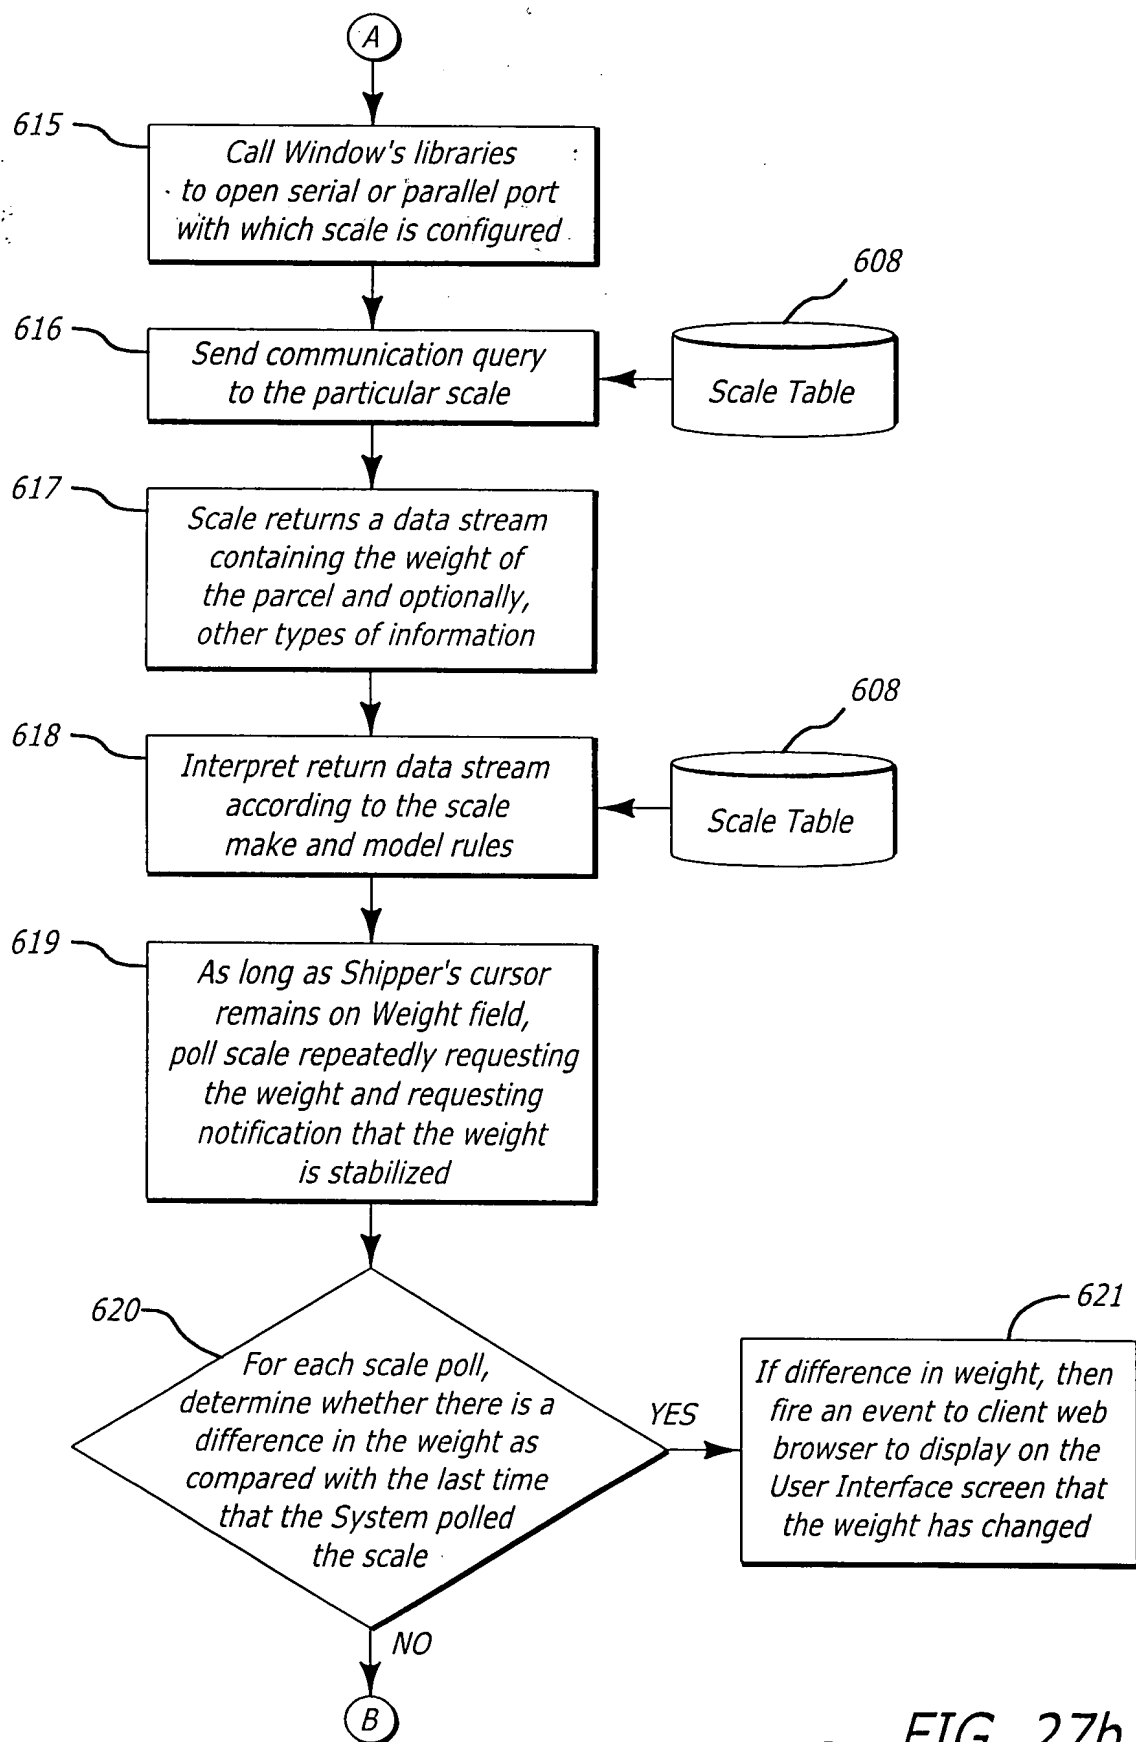 A
615
Call Window's libraries
to open serial or parallel port
with which scale is configured
608
616
Send communication query
to the particular scale
Scale Table
617
Scale returns a data stream
containing the weight of
the parcel and optionally,
other types of information
608
618
Interpret return data stream
according to the scale
make and model rules
Scale Table
619
As long as Shipper's cursor
remains on Weight field,
poll scale repeatedly requesting
the weight and requesting
notification that the weight
is stabilized
620
For each scale poll,
determine whether there is a
difference in the weight as
compared with the last time
that the System polled
the scale
YES
621
If difference in weight, then
fire an event to client web
browser to display on the
User Interface screen that
the weight has changed
NO
B
FIG. 27b